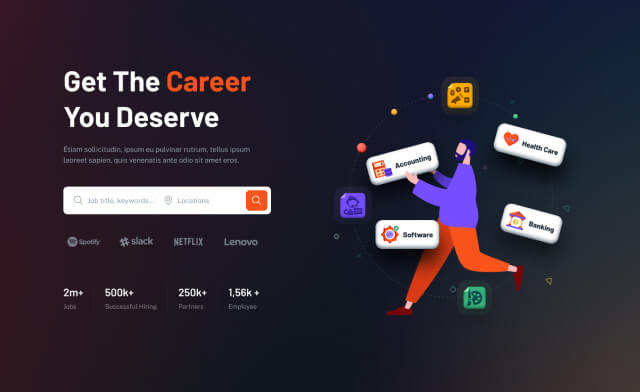 Get The Career
You Deserve
Etiam sollicitudin, ipsum eu pulvinar rutrum, tellus ipsum
laoreet sapien, quis venenatis ante odio sit amet eros.
Job title, keywords...
Locations
Spotify
slack
NETFLIX
Lenovo
2m+
Jobs
500k+
Successful Hiring
250k+
Partners
1,56k +
Employee
Accounting
Health Care
Software
Banking